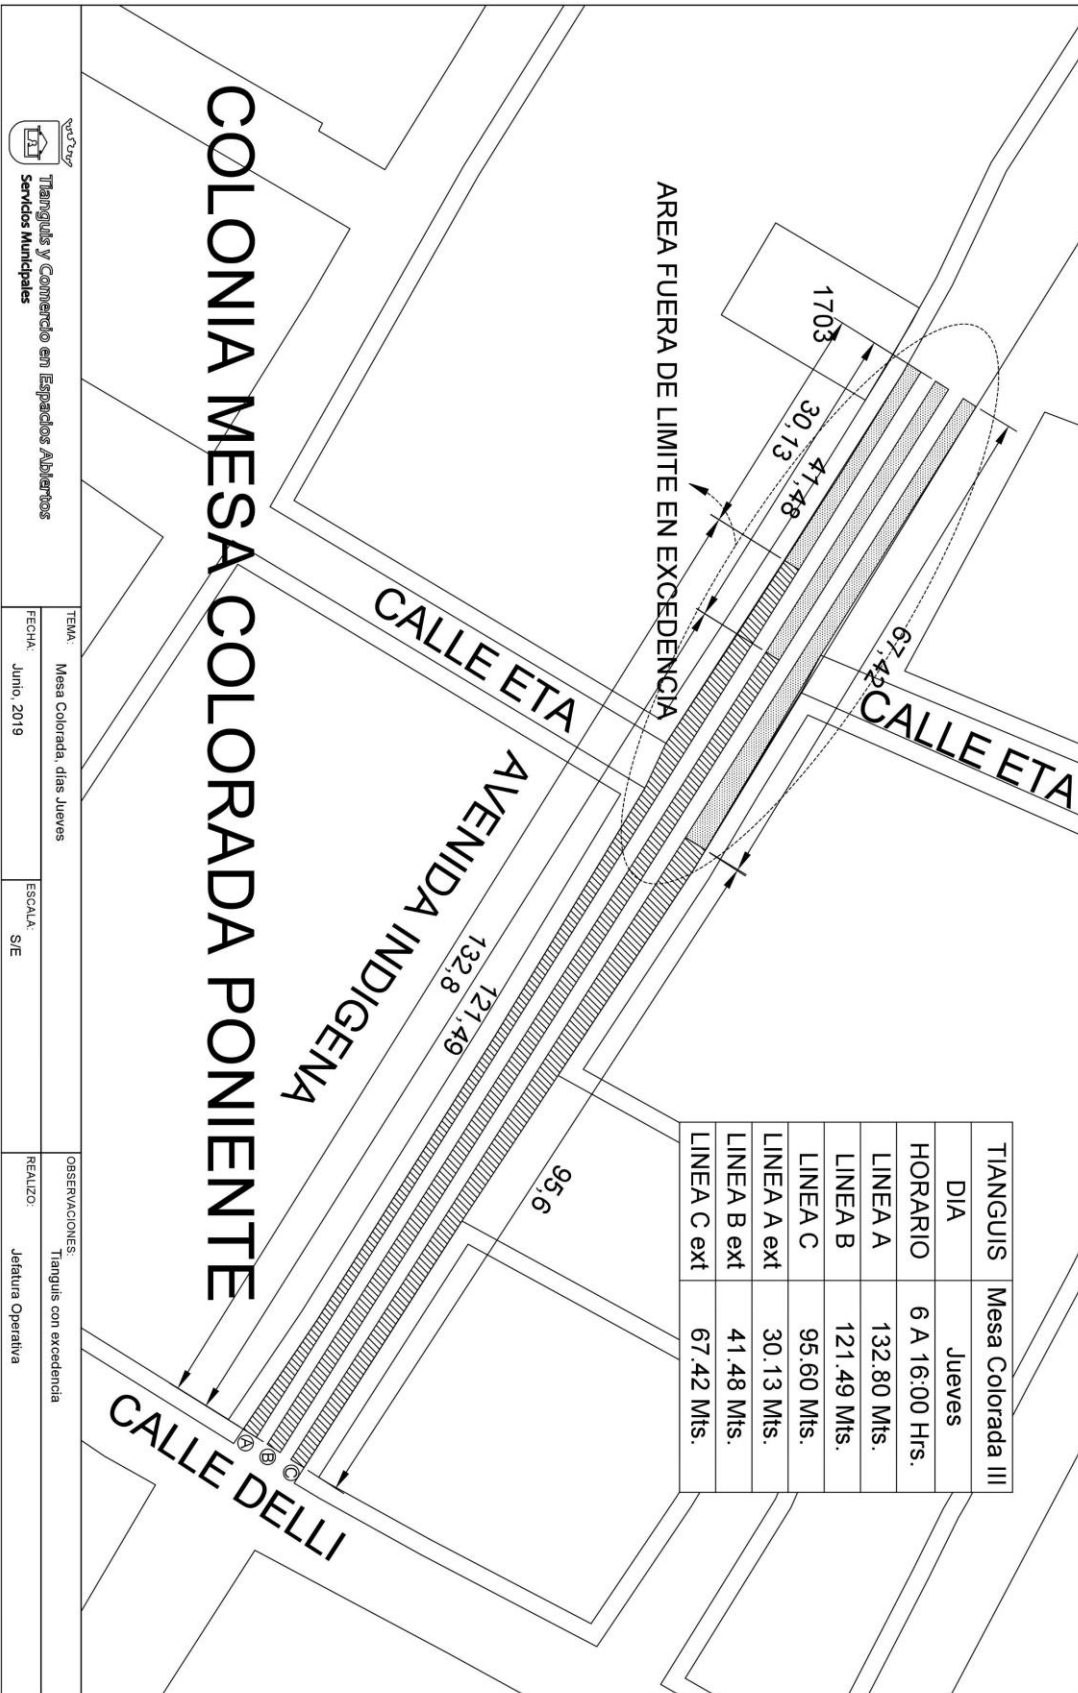 COLONIA MESA COLORADA PONIENTE
AREA FUERA DE LIMITE EN EXCEDENCIA
1703
30,13
41,48
67,42
CALLE ETA
CALLE ETA
AVENIDA INDIGENA
132,8
121,49
95,6
A
B
C
CALLE DELLI
TIANGUIS Mesa Colorada III
DIA Jueves
HORARIO 6 A 16:00 Hrs.
LINEA A 132.80 Mts.
LINEA B 121.49 Mts.
LINEA C 95.60 Mts.
LINEA A ext 30.13 Mts.
LINEA B ext 41.48 Mts.
LINEA C ext 67.42 Mts.
Tianguis y Comercio en Espacios Abiertos
Servicios Municipales
TEMA: Mesa Colorada, días Jueves
FECHA: Junio, 2019
ESCALA: S/E
OBSERVACIONES: Tianguis con excedencia
REALIZO: Jefatura Operativa